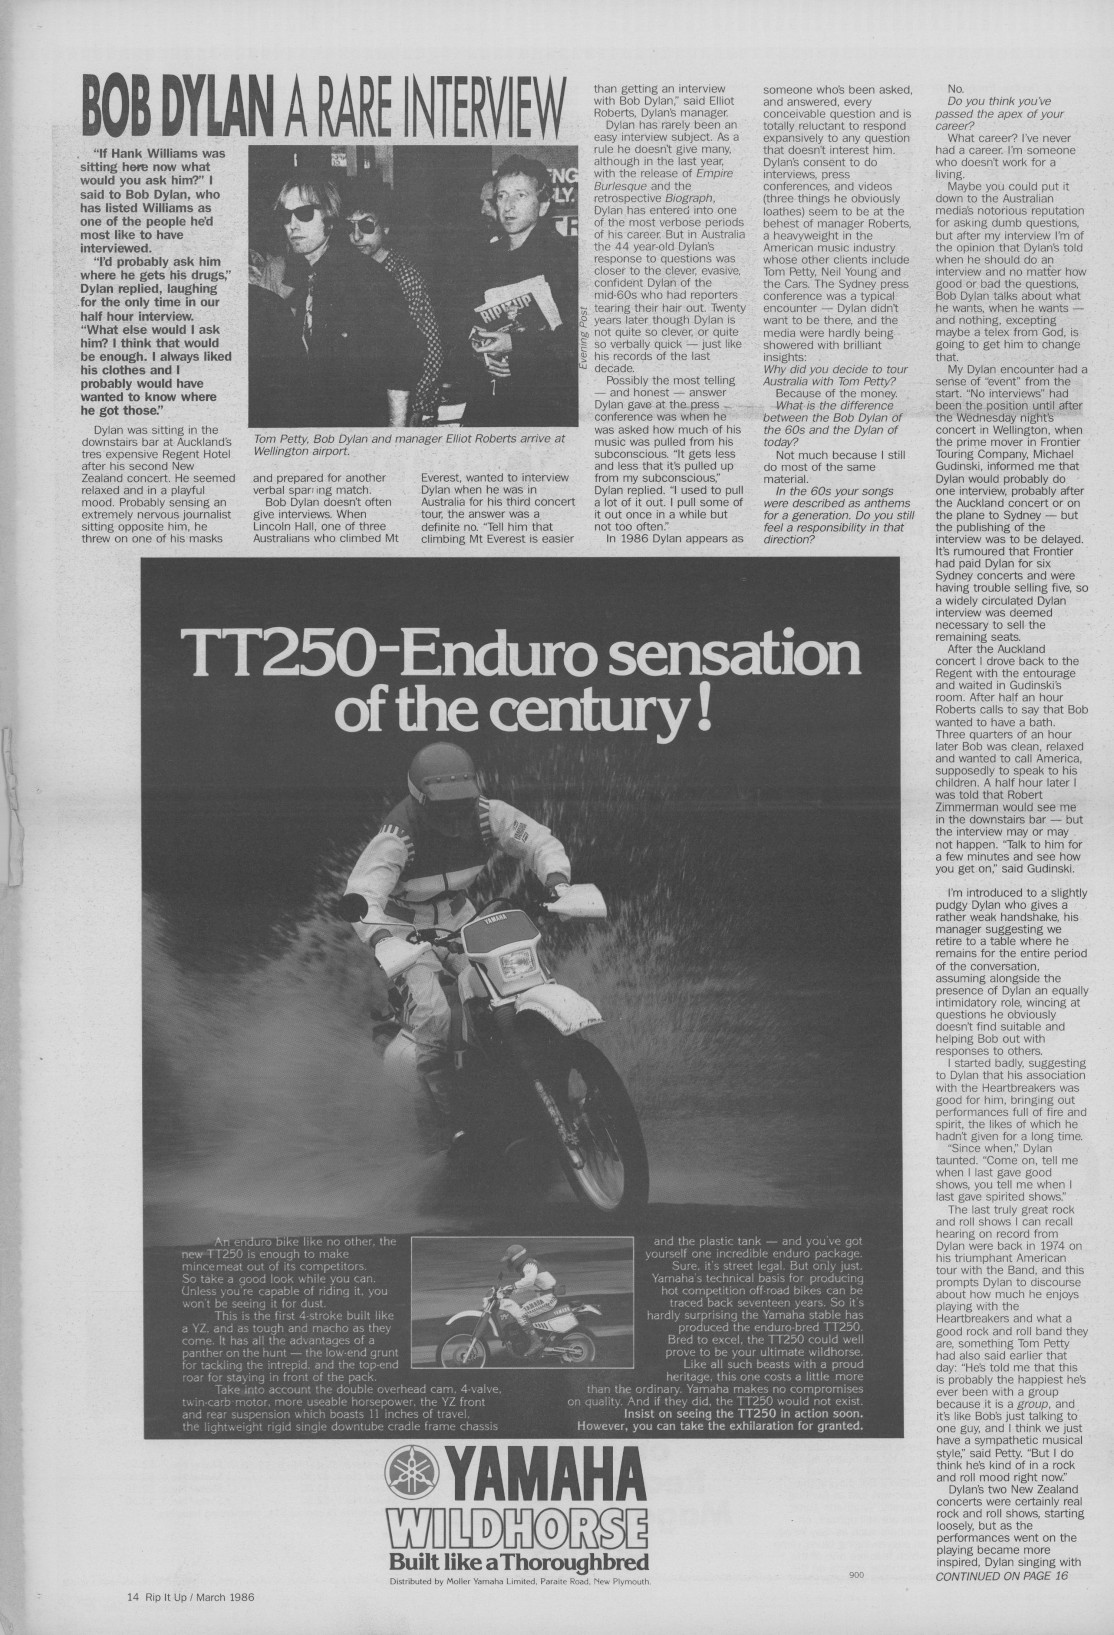 BOB DYLAN A RARE INTERVIEW
"If Hank Williams was
sitting here now what
would you ask him?" I
said to Bob Dylan, who
has listed Williams as
one of the people he'd
most like to have
interviewed.
"I'd probably ask him
where he gets his drugs,"
Dylan replied, laughing
for the only time in our
half hour interview.
"What else would I ask
him? I think that would
be enough. I always liked
his clothes and I
probably would have
wanted to know where
he got those."
Dylan was sitting in the
downstairs bar at Auckland's
tres expensive Regent Hotel
after his second New
Zealand concert. He seemed
relaxed and in a playful
mood. Probably sensing an
extremely nervous journalist
sitting opposite him, he
threw on one of his masks
RIP IT UP
Evening Post
Tom Petty, Bob Dylan and manager Elliot Roberts arrive at
Wellington airport.
and prepared for another
verbal sparring match.
Bob Dylan doesn't often
give interviews. When
Lincoln Hall, one of three
Australians who climbed Mt
Everest, wanted to interview
Dylan when he was in
Australia for his third concert
tour, the answer was a
definite no. "Tell him that
climbing Mt Everest is easier
than getting an interview
with Bob Dylan," said Elliot
Roberts, Dylan's manager.
Dylan has rarely been an
easy interview subject. As a
rule he doesn't give many,
although in the last year,
with the release of Empire
Burlesque and the
retrospective Biograph,
Dylan has entered into one
of the most verbose periods
of his career. But in Australia
the 44 year-old Dylan's
response to questions was
closer to the clever, evasive,
confident Dylan of the
mid-60s who had reporters
tearing their hair out. Twenty
years later though Dylan is
not quite so clever, or quite
so verbally quick — just like
his records of the last
decade.
Possibly the most telling
— and honest — answer
Dylan gave at the press
conference was when he
was asked how much of his
music was pulled from his
subconscious. "It gets less
and less that it's pulled up
from my subconscious,"
Dylan replied. "I used to pull
a lot of it out. I pull some of
it out once in a while but
not too often."
In 1986 Dylan appears as
someone who's been asked,
and answered, every
conceivable question and is
totally reluctant to respond
expansively to any question
that doesn't interest him.
Dylan's consent to do
interviews, press
conferences, and videos
(three things he obviously
loathes) seem to be at the
behest of manager Roberts,
a heavyweight in the
American music industry
whose other clients include
Tom Petty, Neil Young and
the Cars. The Sydney press
conference was a typical
encounter — Dylan didn't
want to be there, and the
media were hardly being
showered with brilliant
insights:
Why did you decide to tour
Australia with Tom Petty?
Because of the money.
What is the difference
between the Bob Dylan of
the 60s and the Dylan of
today?
Not much because I still
do most of the same
material.
In the 60s your songs
were described as anthems
for a generation. Do you still
feel a responsibility in that
direction?
No.
Do you think you've
passed the apex of your
career?
What career? I've never
had a career. I'm someone
who doesn't work for a
living.
Maybe you could put it
down to the Australian
media's notorious reputation
for asking dumb questions,
but after my interview I'm of
the opinion that Dylan's told
when he should do an
interview and no matter how
good or bad the questions,
Bob Dylan talks about what
he wants, when he wants —
and nothing, excepting
maybe a telex from God, is
going to get him to change
that.
My Dylan encounter had a
sense of "event" from the
start. "No interviews" had
been the position until after
the Wednesday night's
concert in Wellington, when
the prime mover in Frontier
Touring Company, Michael
Gudinski, informed me that
Dylan would probably do
one interview, probably after
the Auckland concert or on
the plane to Sydney — but
the publishing of the
interview was to be delayed.
It's rumoured that Frontier
had paid Dylan for six
Sydney concerts and were
having trouble selling five, so
a widely circulated Dylan
interview was deemed
necessary to sell the
remaining seats.
After the Auckland
concert I drove back to the
Regent with the entourage
and waited in Gudinski's
room. After half an hour
Roberts calls to say that Bob
wanted to have a bath.
Three quarters of an hour
later Bob was clean, relaxed
and wanted to call America,
supposedly to speak to his
children. A half hour later I
was told that Robert
Zimmerman would see me
in the downstairs bar — but
the interview may or may
not happen. "Talk to him for
a few minutes and see how
you get on," said Gudinski.
I'm introduced to a slightly
pudgy Dylan who gives a
rather weak handshake, his
manager suggesting we
retire to a table where he
remains for the entire period
of the conversation,
assuming alongside the
presence of Dylan an equally
intimidatory role, wincing at
questions he obviously
doesn't find suitable and
helping Bob out with
responses to others.
I started badly, suggesting
to Dylan that his association
with the Heartbreakers was
good for him, bringing out
performances full of fire and
spirit, the likes of which he
hadn't given for a long time.
"Since when," Dylan
taunted. "Come on, tell me
when I last gave good
shows, you tell me when I
last gave spirited shows."
The last truly great rock
and roll shows I can recall
hearing on record from
Dylan were back in 1974 on
his triumphant American
tour with the Band, and this
prompts Dylan to discourse
about how much he enjoys
playing with the
Heartbreakers and what a
good rock and roll band they
are, something Tom Petty
had also said earlier that
day: "He's told me that this
is probably the happiest he's
ever been with a group
because it is a group, and
it's like Bob's just talking to
one guy, and I think we just
have a sympathetic musical
style," said Petty. "But I do
think he's kind of in a rock
and roll mood right now."
Dylan's two New Zealand
concerts were certainly real
rock and roll shows, starting
loosely, but as the
performances went on the
playing became more
inspired, Dylan singing with
CONTINUED ON PAGE 16
TT250-Enduro sensation
of the century!
YAMAHA
An enduro bike like no other, the
new TT250 is enough to make
mincemeat out of its competitors.
So take a good look while you can.
Unless you're capable of riding it, you
won't be seeing it for dust.
This is the first 4-stroke built like
a YZ, and as tough and macho as they
come. It has all the advantages of a
panther on the hunt — the low-end grunt
for tackling the intrepid, and the top-end
roar for staying in front of the pack.
Take into account the double overhead cam, 4-valve,
twin-carb motor, more useable horsepower, the YZ front
and rear suspension which boasts 11 inches of travel,
the lightweight rigid single downtube cradle frame chassis
and the plastic tank — and you've got
yourself one incredible enduro package.
Sure, it's street legal. But only just.
Yamaha's technical basis for producing
hot competition off-road bikes can be
traced back seventeen years. So it's
hardly surprising the Yamaha stable has
produced the enduro-bred TT250.
Bred to excel, the TT250 could well
prove to be your ultimate wildhorse.
Like all such beasts with a proud
heritage, this one costs a little more
than the ordinary. Yamaha makes no compromises
on quality. And if they did, the TT250 would not exist.
Insist on seeing the TT250 in action soon.
However, you can take the exhilaration for granted.
YAMAHA
WILDHORSE
Built like a Thoroughbred
Distributed by Moller Yamaha Limited, Paraite Road, New Plymouth.
900
14 Rip It Up / March 1986